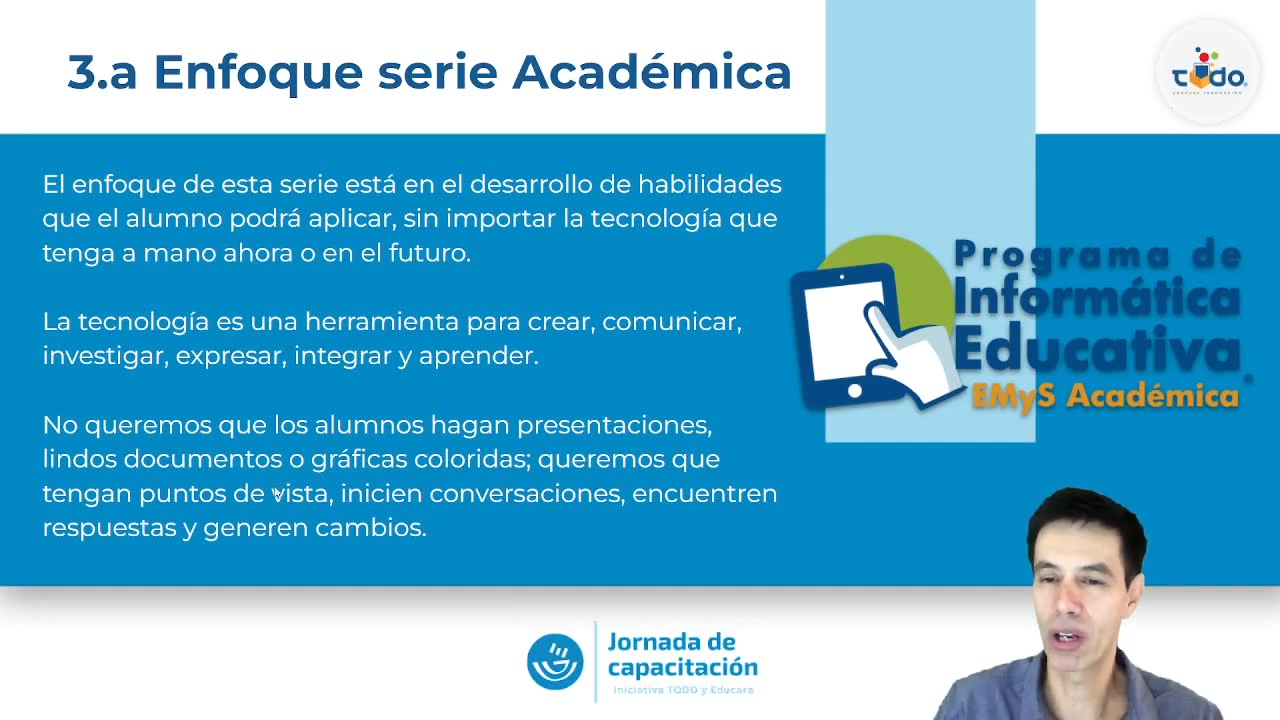 3.a Enfoque serie Académica
todo
EDUCADE INNOVACIÓN
El enfoque de esta serie está en el desarrollo de habilidades
que el alumno podrá aplicar, sin importar la tecnología que
tenga a mano ahora o en el futuro.
La tecnología es una herramienta para crear, comunicar,
investigar, expresar, integrar y aprender.
No queremos que los alumnos hagan presentaciones,
lindos documentos o gráficas coloridas; queremos que
tengan puntos de vista, inicien conversaciones, encuentren
respuestas y generen cambios.
Programa de
Informática
Educativa
EMyS Académica
Jornada de
capacitación
Iniciativa TODO y Educare